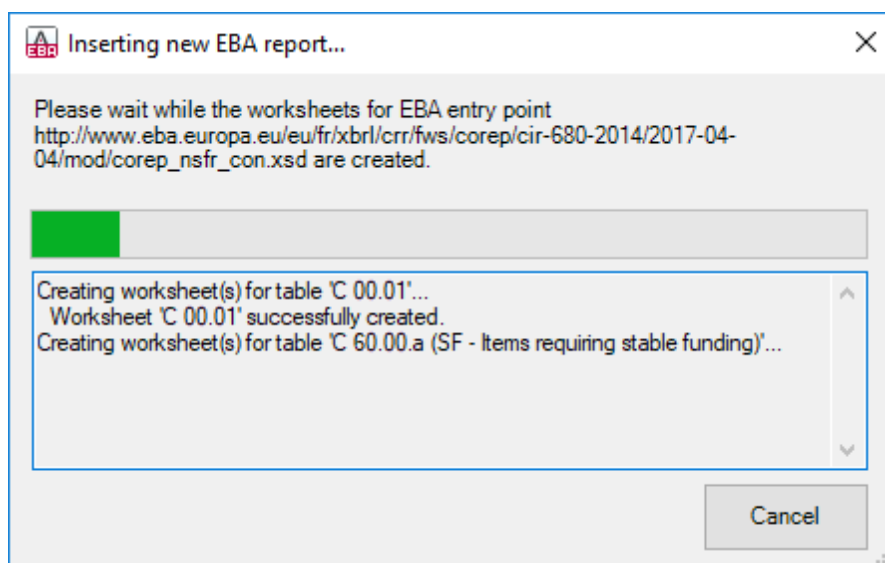 A
EBA
Inserting new EBA report...
Please wait while the worksheets for EBA entry point
http://www.eba.europa.eu/eu/fr/xbrl/crr/fws/corep/cir-680-2014/2017-04-
04/mod/corep_nsfr_con.xsd are created.
Creating worksheet(s) for table 'C 00.01'...
Worksheet 'C 00.01' successfully created.
Creating worksheet(s) for table 'C 60.00.a (SF - Items requiring stable funding)'...
Cancel